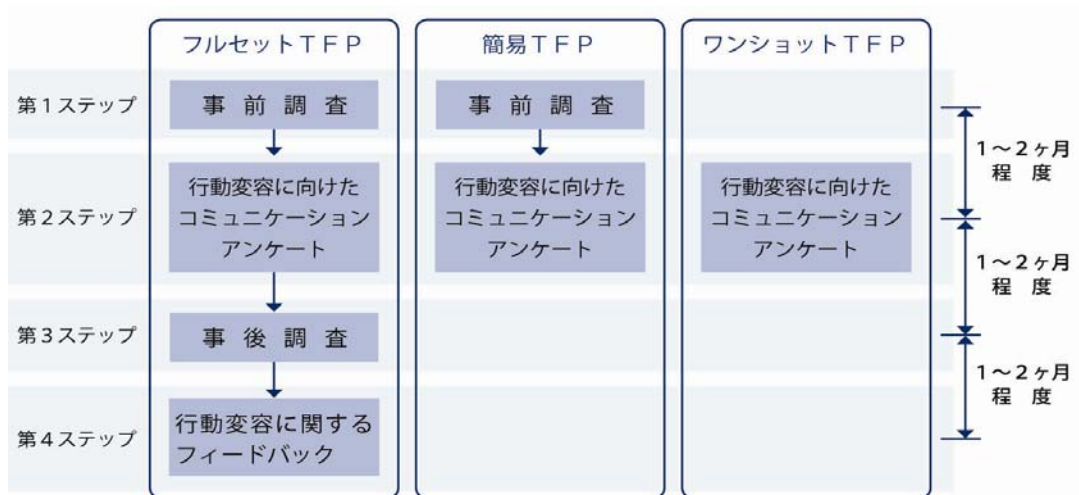 フルセットTFP
簡易TFP
ワンショットTFP
第1ステップ
事前調査
事前調査
第2ステップ
行動変容に向けた
コミュニケーション
アンケート
行動変容に向けた
コミュニケーション
アンケート
行動変容に向けた
コミュニケーション
アンケート
第3ステップ
事後調査
第4ステップ
行動変容に関する
フィードバック
1~2ヶ月
程度
1~2ヶ月
程度
1~2ヶ月
程度